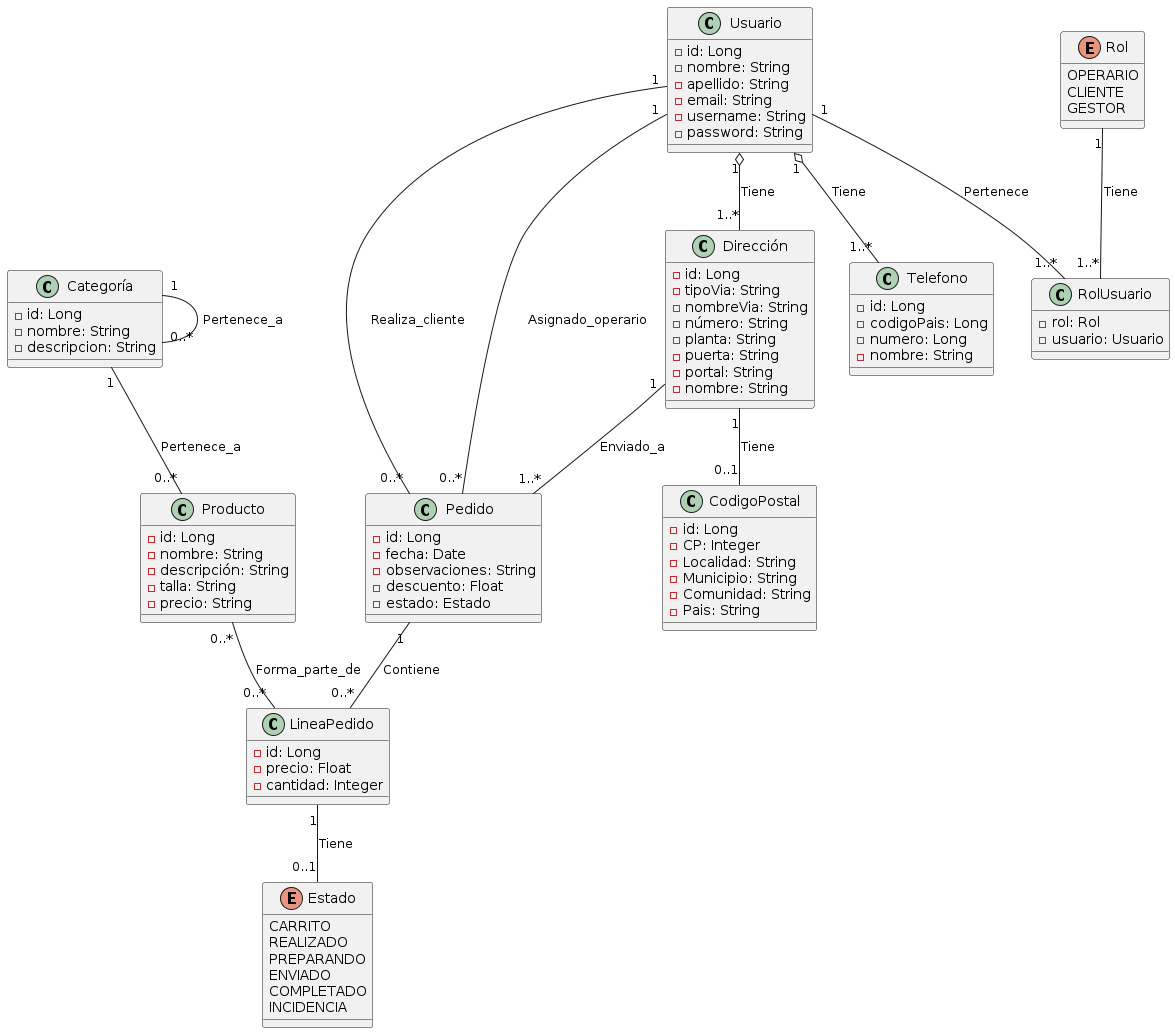 C Usuario
id: Long
nombre: String
apellido: String
email: String
username: String
password: String
E Rol
OPERARIO
CLIENTE
GESTOR
1
1
1
1
1
1
Tiene
Tiene
Pertenece
Tiene
1..*
1..*
1..*
1..*
C Categoría
id: Long
nombre: String
descripcion: String
1
Pertenece_a
0..*
Realiza_cliente
Asignado_operario
C Dirección
id: Long
tipoVia: String
nombreVia: String
número: String
planta: String
puerta: String
portal: String
nombre: String
C Telefono
id: Long
codigoPais: Long
numero: Long
nombre: String
C RolUsuario
rol: Rol
usuario: Usuario
1
1
1
Pertenece_a
Enviado_a
Tiene
0..*
0..*
0..*
1..*
0..1
C Producto
id: Long
nombre: String
descripción: String
talla: String
precio: String
C Pedido
id: Long
fecha: Date
observaciones: String
descuento: Float
estado: Estado
C CodigoPostal
id: Long
CP: Integer
Localidad: String
Municipio: String
Comunidad: String
Pais: String
0..*
1
Forma_parte_de
Contiene
0..*
0..*
C LineaPedido
id: Long
precio: Float
cantidad: Integer
1
Tiene
0..1
E Estado
CARRITO
REALIZADO
PREPARANDO
ENVIADO
COMPLETADO
INCIDENCIA